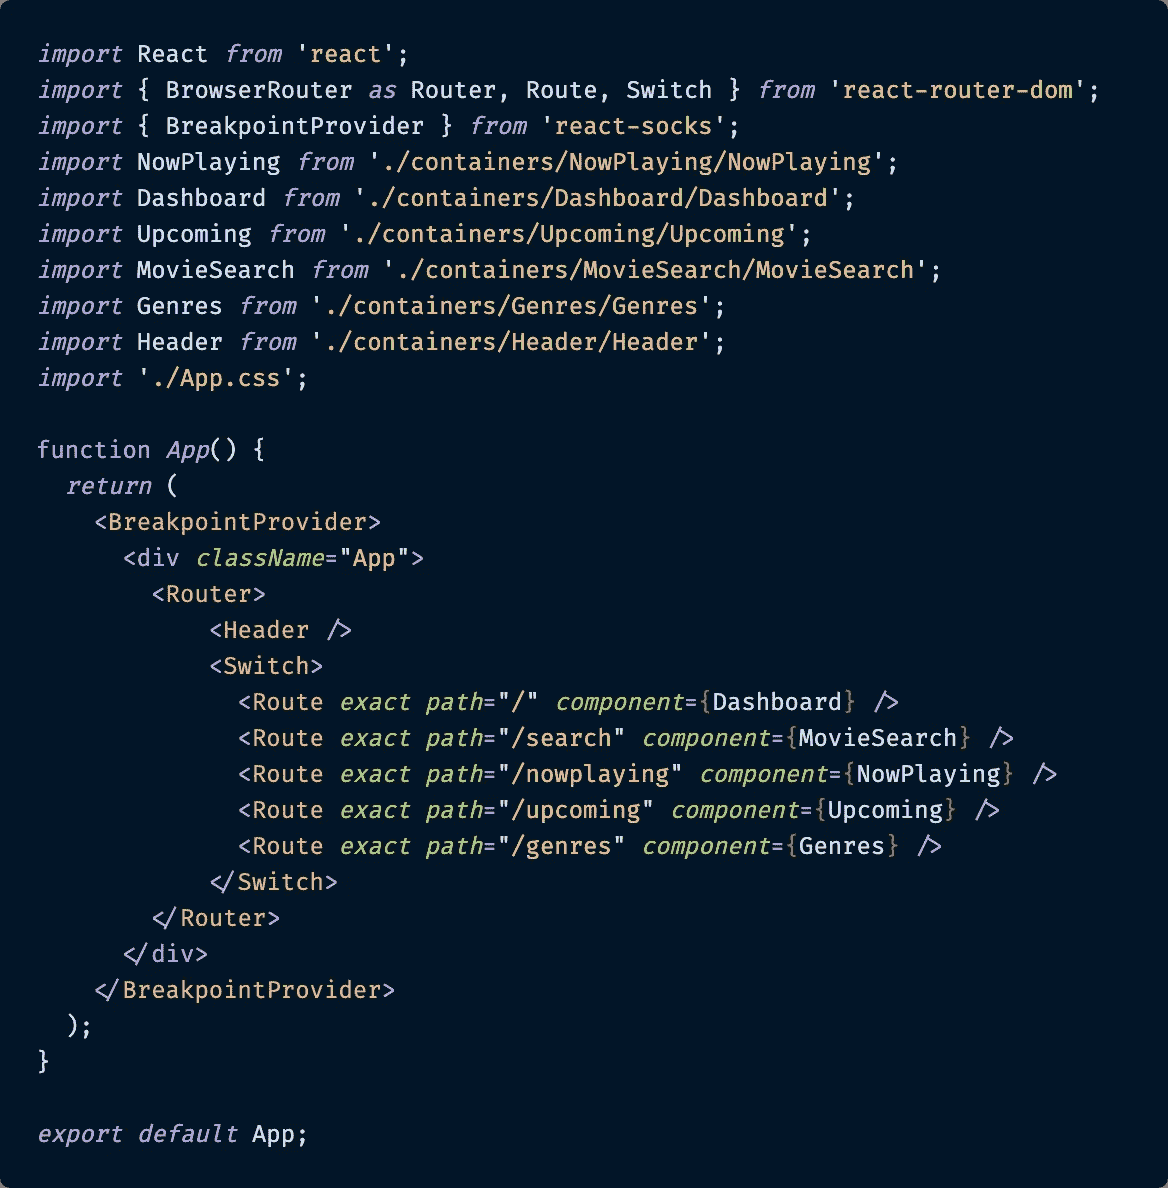 import React from 'react';
import { BrowserRouter as Router, Route, Switch } from 'react-router-dom';
import { BreakpointProvider } from 'react-socks';
import NowPlaying from './containers/NowPlaying/NowPlaying';
import Dashboard from './containers/Dashboard/Dashboard';
import Upcoming from './containers/Upcoming/Upcoming';
import MovieSearch from './containers/MovieSearch/MovieSearch';
import Genres from './containers/Genres/Genres';
import Header from './containers/Header/Header';
import './App.css';

function App() {
  return (
    <BreakpointProvider>
      <div className="App">
        <Router>
            <Header />
            <Switch>
              <Route exact path="/" component={Dashboard} />
              <Route exact path="/search" component={MovieSearch} />
              <Route exact path="/nowplaying" component={NowPlaying} />
              <Route exact path="/upcoming" component={Upcoming} />
              <Route exact path="/genres" component={Genres} />
            </Switch>
        </Router>
      </div>
    </BreakpointProvider>
  );
}

export default App;